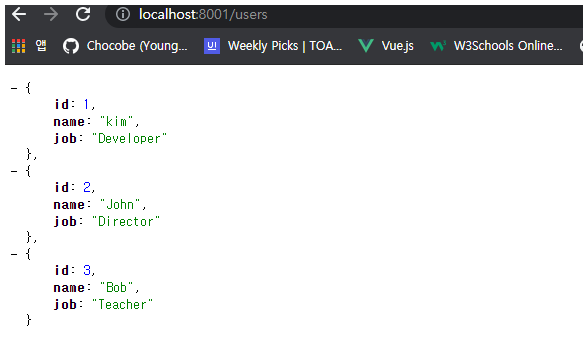 localhost:8001/users
앱 Chocobe (Young... U! Weekly Picks | TOA... Vue.js W3Schools Online...
- {
id: 1,
name: "kim",
job: "Developer"
},
- {
id: 2,
name: "John",
job: "Director"
},
- {
id: 3,
name: "Bob",
job: "Teacher"
}